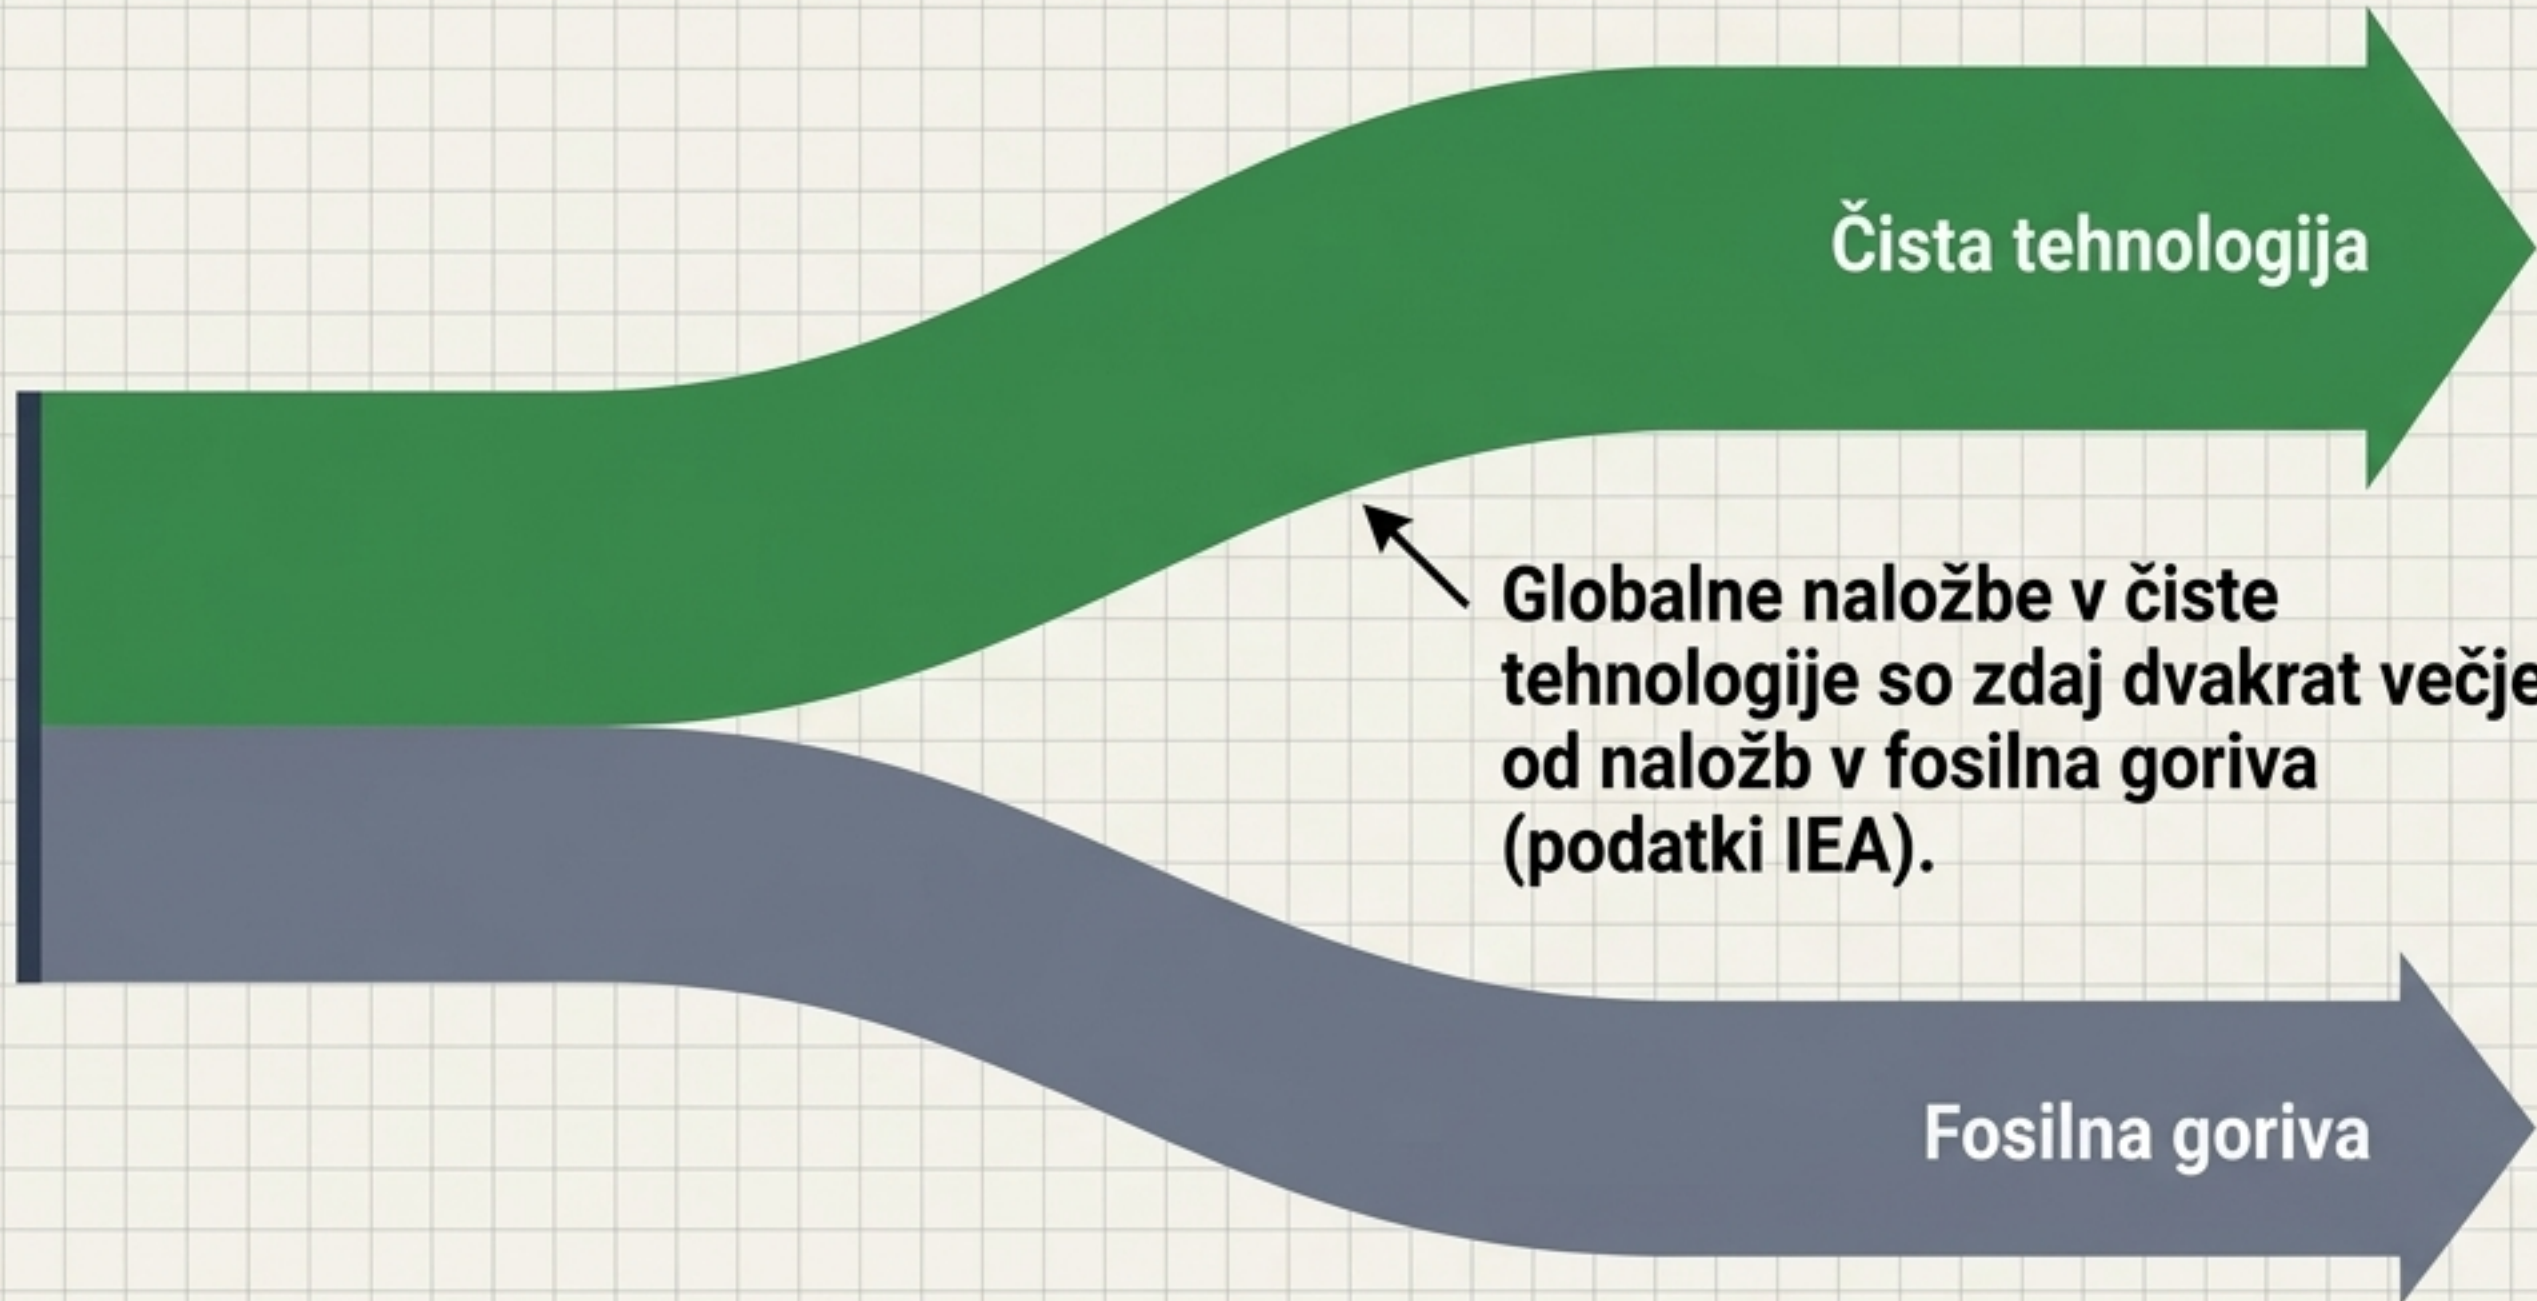 Čista tehnologija
Globalne naložbe v čiste
tehnologije so zdaj dvakrat večje
od naložb v fosilna goriva
(podatki IEA).
Fosilna goriva